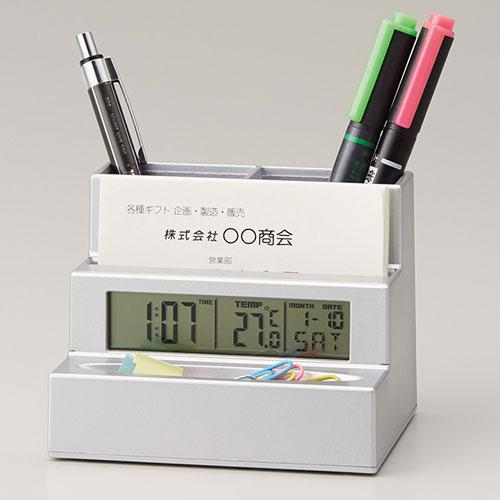 各種ギフト 企画・製造・販売
株式会社 〇〇商会
営業部
1:07 TIME
TEMP 27.0 °C
MONTH DATE
1-10
SAT